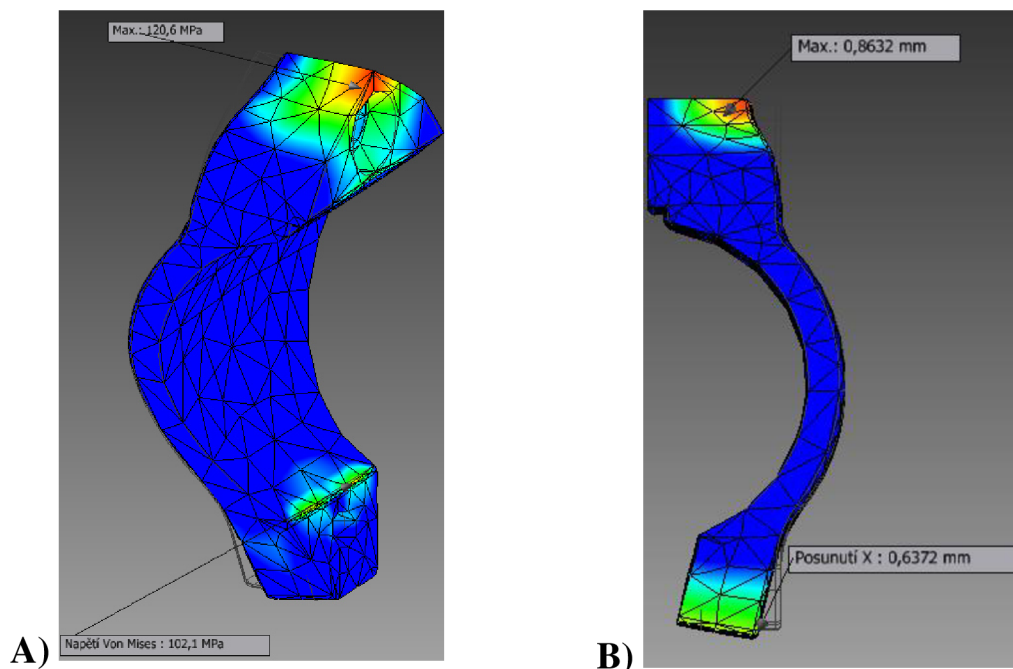 Max.: 120,6 MPa
Napětí Von Mises : 102,1 MPa
A)
Max.: 0,8632 mm
Posunutí X : 0,6372 mm
B)